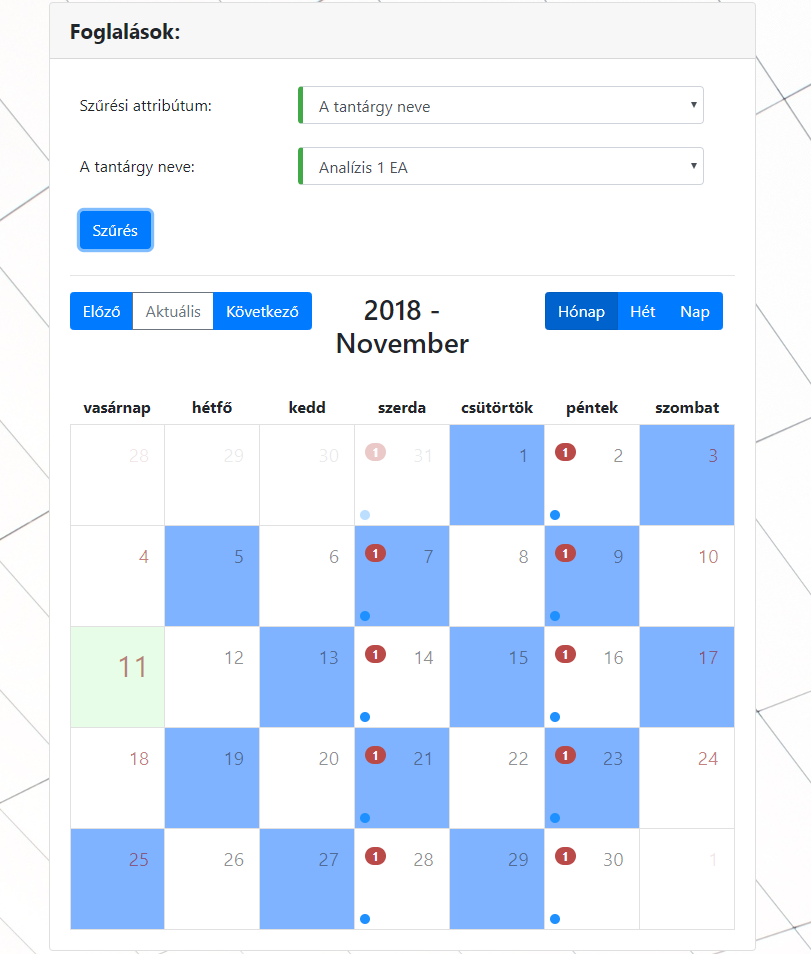 Foglalások:
Szűrési attribútum: A tantárgy neve
A tantárgy neve: Analízis 1 EA
Szűrés
Előző Aktuális Következő 2018 - Hónap Hét Nap
November
vasárnap hétfő kedd szerda csütörtök péntek szombat
28 29 30 1 31 1 1 2 3
4 5 6 1 7 8 1 9 10
11 12 13 1 14 15 1 16 17
18 19 20 1 21 22 1 23 24
25 26 27 1 28 29 1 30 1